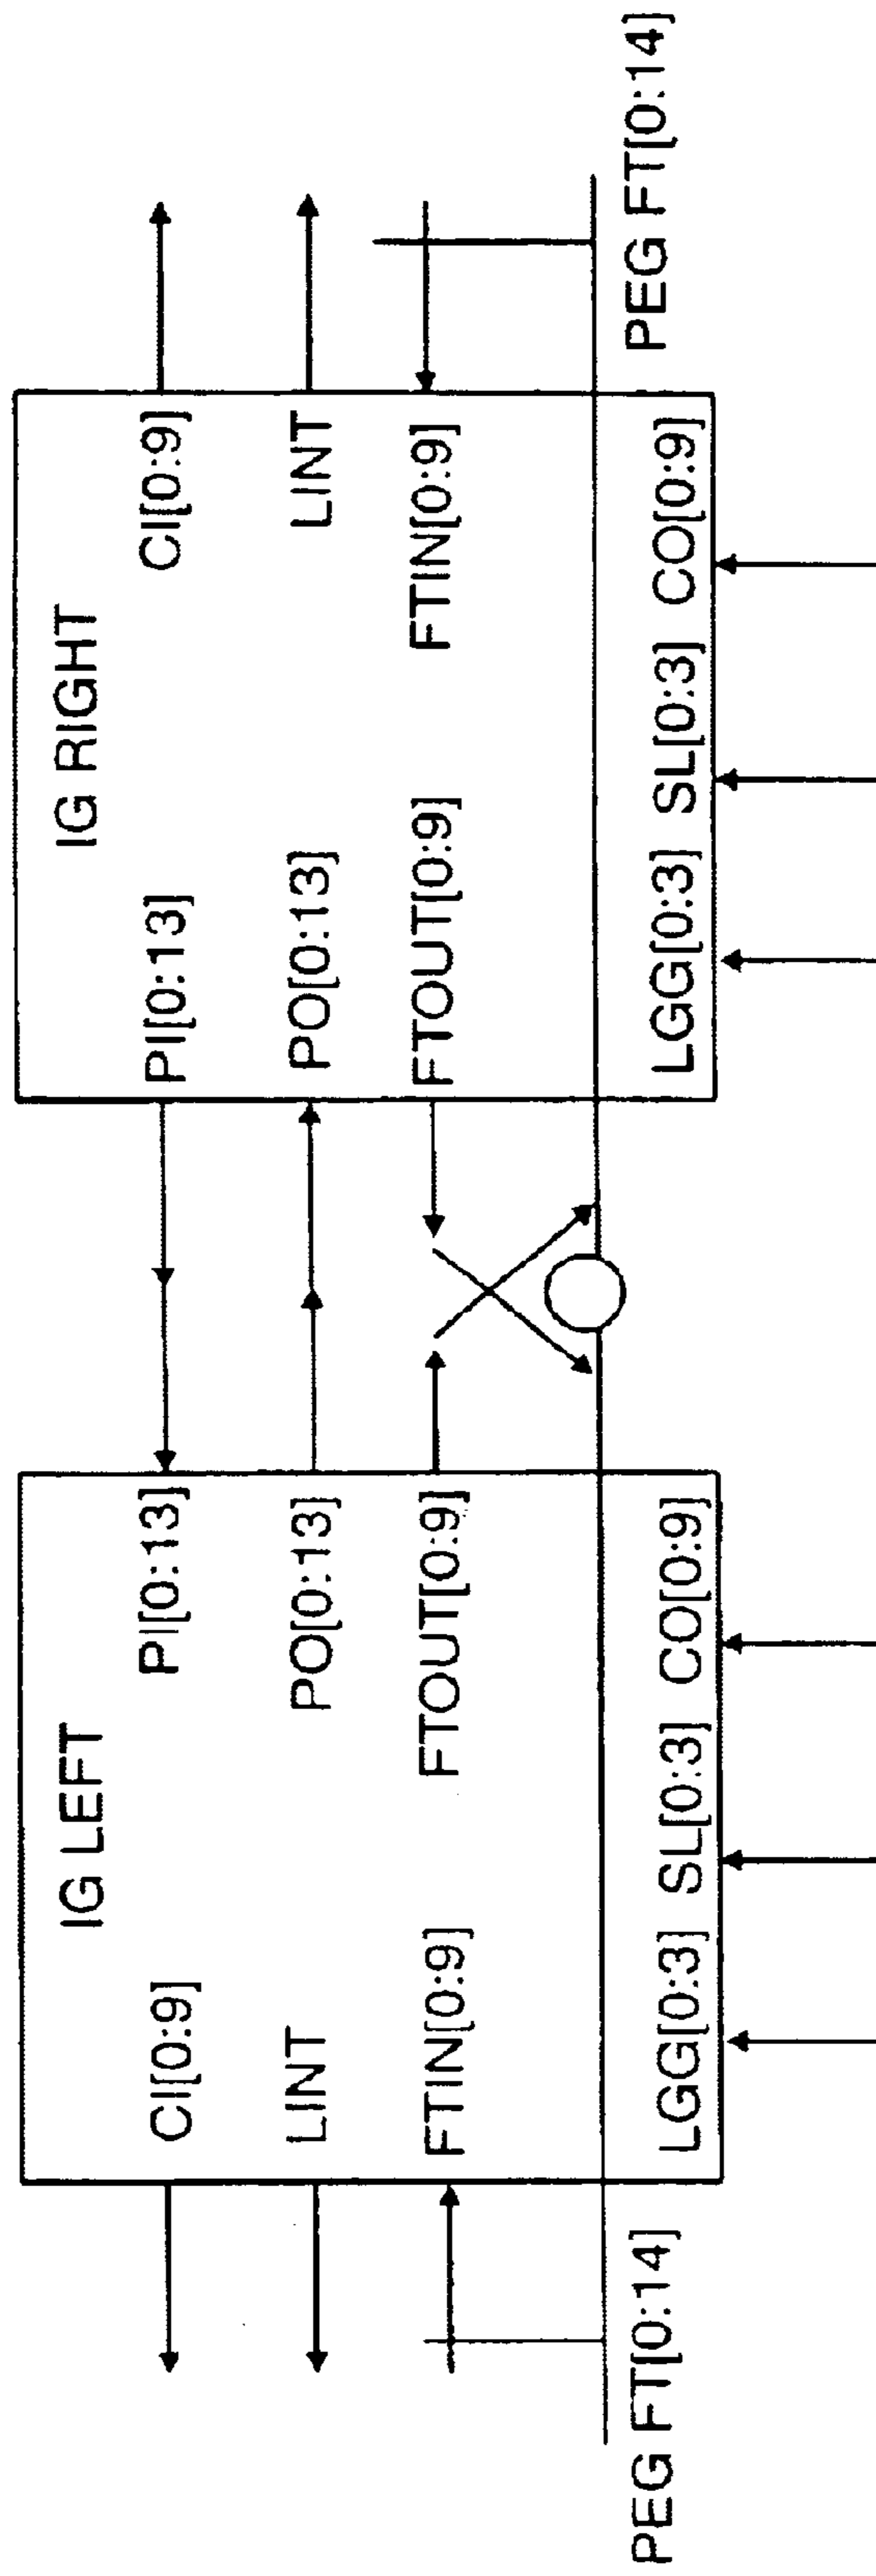 IG LEFT
CI[0:9]
PI[0:13]
LINT
PO[0:13]
FTIN[0:9]
FTOUT[0:9]
LGG[0:3] SL[0:3] CO[0:9]
PEG FT[0:14]
IG RIGHT
PI[0:13]
CI[0:9]
PO[0:13]
LINT
FTOUT[0:9]
FTIN[0:9]
LGG[0:3] SL[0:3] CO[0:9]
PEG FT[0:14]